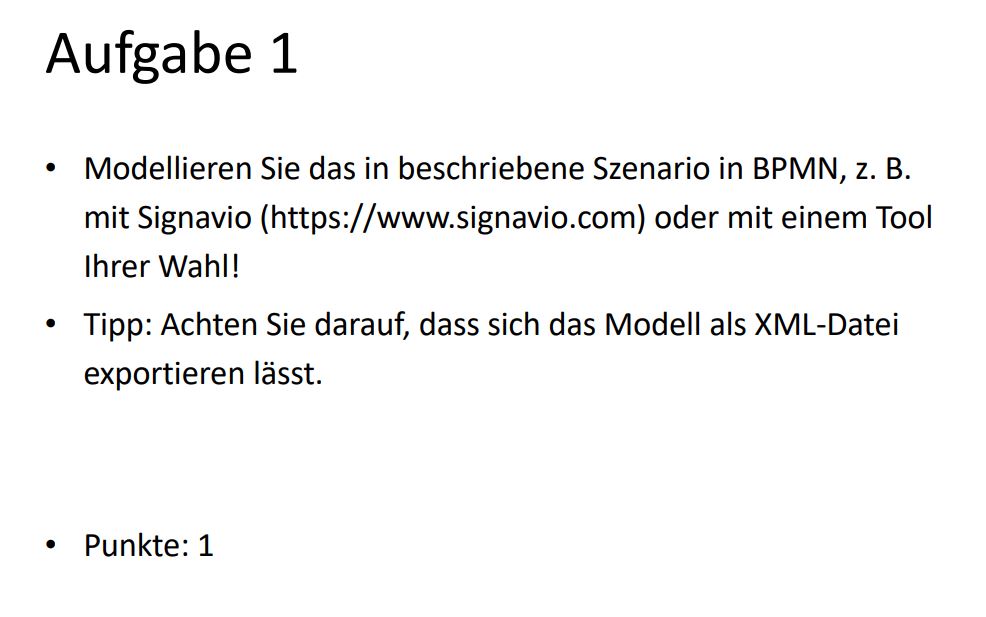 Aufgabe 1
• Modellieren Sie das in beschriebene Szenario in BPMN, z. B.
mit Signavio (https://www.signavio.com) oder mit einem Tool
Ihrer Wahl!
• Tipp: Achten Sie darauf, dass sich das Modell als XML-Datei
exportieren lässt.
• Punkte: 1